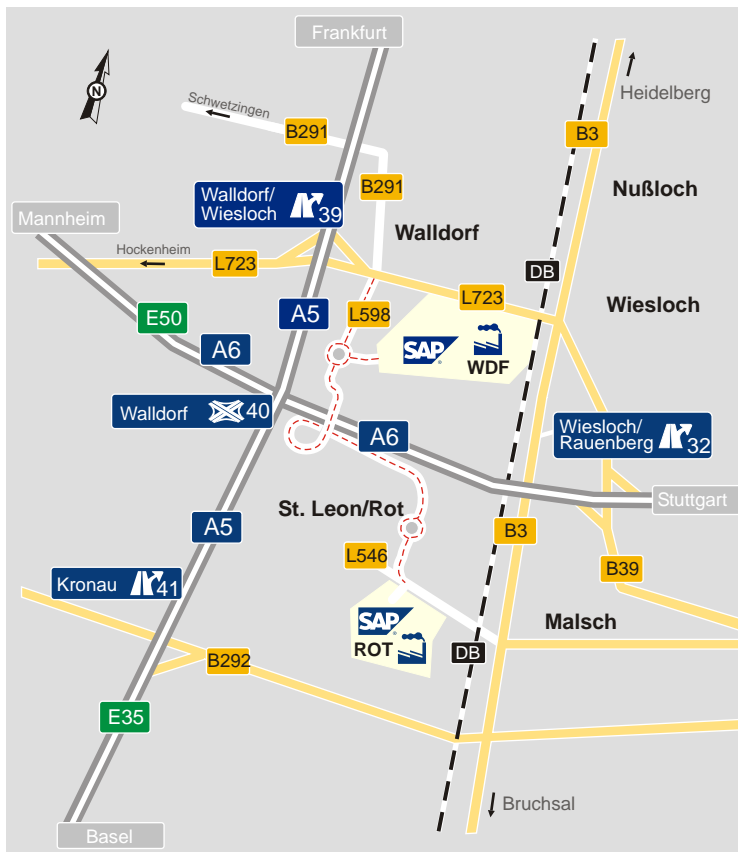 Frankfurt
N
Schwetzingen
Heidelberg
B291
B3
B291
Nußloch
Walldorf/
Wiesloch 39
Mannheim
Walldorf
Hockenheim
L723
DB
L723
Wiesloch
E50
A5
L598
A6
SAP
WDF
Walldorf 40
A6
Wiesloch/
Rauenberg 32
Stuttgart
St. Leon/Rot
A5
B3
L546
B39
Kronau 41
SAP
ROT
Malsch
DB
B292
E35
Bruchsal
Basel